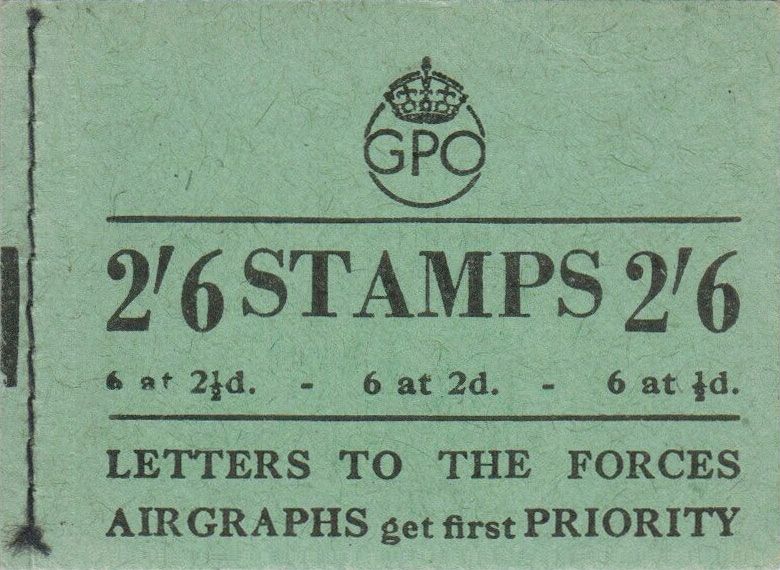 GPO
2'6 STAMPS 2'6
6 at 2½d. - 6 at 2d. - 6 at ½d.
LETTERS TO THE FORCES
AIRGRAPHS get first PRIORITY